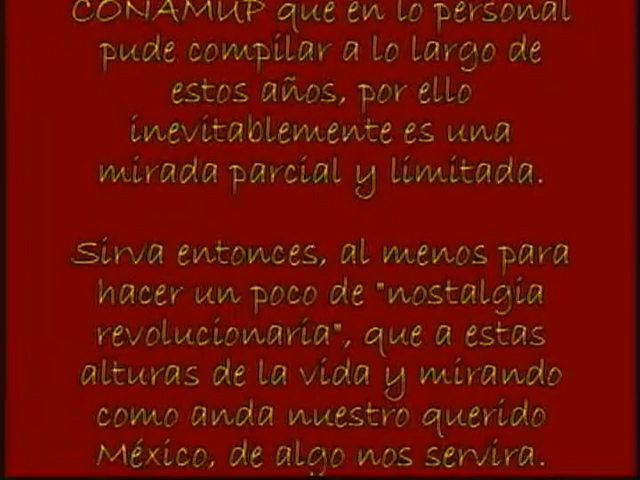 CONAMUP que en lo personal
pude compilar a lo largo de
estos años, por ello
inevitablemente es una
mirada parcial y limitada.
Sirva entonces, al menos para
hacer un poco de "nostalgia
revolucionaria", que a estas
alturas de la vida y mirando
como anda nuestro querido
México, de algo nos servira.